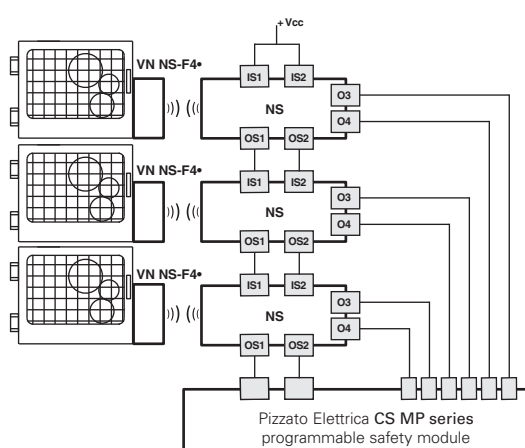 +Vcc
VN NS-F4•
IS1 IS2
O3
NS
O4
OS1 OS2
VN NS-F4•
IS1 IS2
O3
NS
O4
OS1 OS2
VN NS-F4•
IS1 IS2
O3
NS
O4
OS1 OS2
Pizzato Elettrica CS MP series
programmable safety module